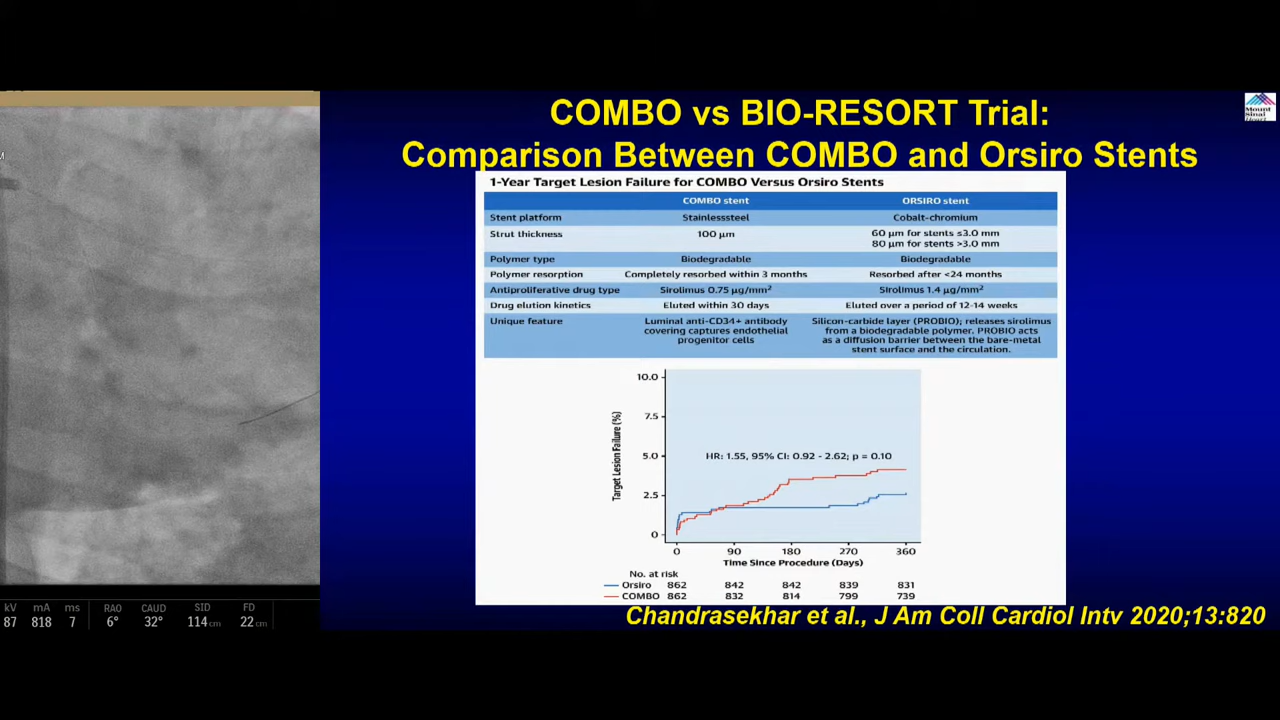 COMBO vs BIO-RESORT Trial:
Comparison Between COMBO and Orsiro Stents
Mount
Sinai
Heart
1-Year Target Lesion Failure for COMBO Versus Orsiro Stents
COMBO stent ORSIRO stent
Stent platform Stainlesssteel Cobalt-chromium
Strut thickness 100 µm 60 µm for stents ≤3.0 mm
80 µm for stents >3.0 mm
Polymer type Biodegradable Biodegradable
Polymer resorption Completely resorbed within 3 months Resorbed after <24 months
Antiproliferative drug type Sirolimus 0.75 µg/mm² Sirolimus 1.4 µg/mm²
Drug elution kinetics Eluted within 30 days Eluted over a period of 12-14 weeks
Unique feature Luminal anti-CD34+ antibody Silicon-carbide layer (PROBIO); releases sirolimus
covering captures endothelial from a biodegradable polymer. PROBIO acts
progenitor cells as a diffusion barrier between the bare-metal
stent surface and the circulation.
10.0
7.5
5.0
2.5
0
Target Lesion Failure (%)
HR: 1.55, 95% CI: 0.92 - 2.62; p = 0.10
0 90 180 270 360
Time Since Procedure (Days)
No. at risk
Orsiro 862 842 842 839 831
COMBO 862 832 814 799 739
Chandrasekhar et al., J Am Coll Cardiol Intv 2020;13:820
M
kV mA ms RAO CAUD SID FD
87 818 7 6° 32° 114 cm 22 cm